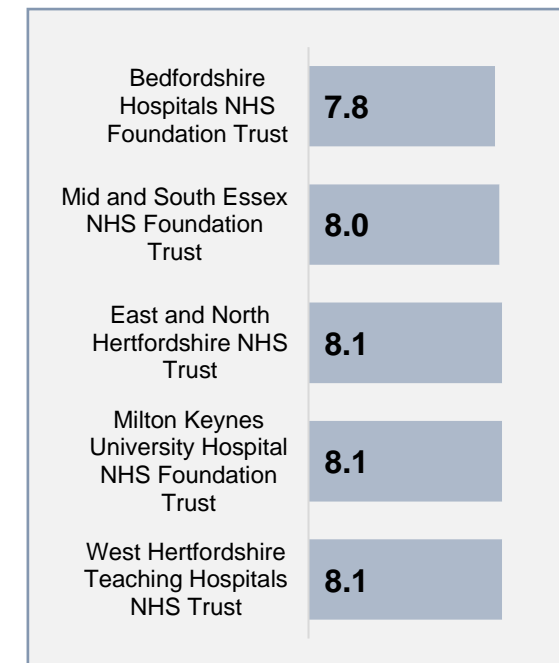 Bedfordshire
Hospitals NHS
Foundation Trust
7.8
Mid and South Essex
NHS Foundation
Trust
8.0
East and North
Hertfordshire NHS
Trust
8.1
Milton Keynes
University Hospital
NHS Foundation
Trust
8.1
West Hertfordshire
Teaching Hospitals
NHS Trust
8.1